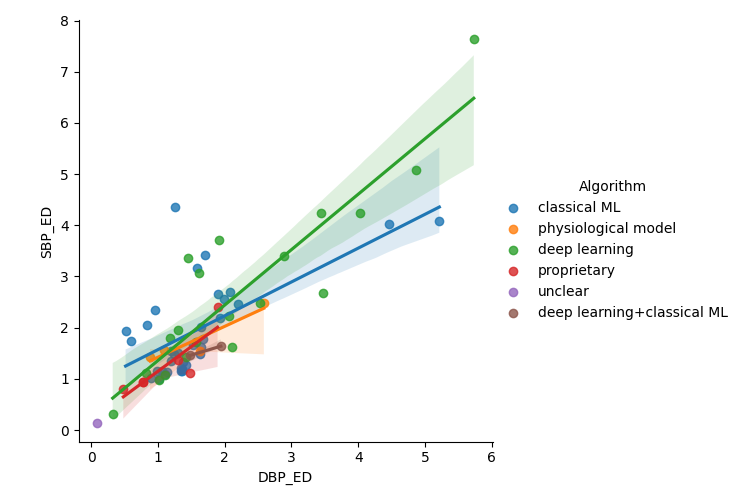 8
7
6
5
4
3
2
1
0
SBP_ED
0 1 2 3 4 5 6
DBP_ED
Algorithm
classical ML
physiological model
deep learning
proprietary
unclear
deep learning+classical ML